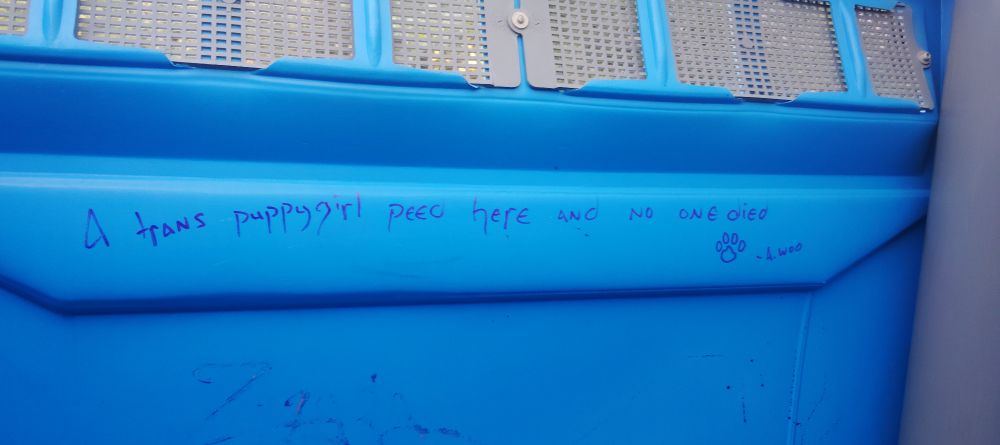 A trans puppygirl peed here and no one died
-A.woo